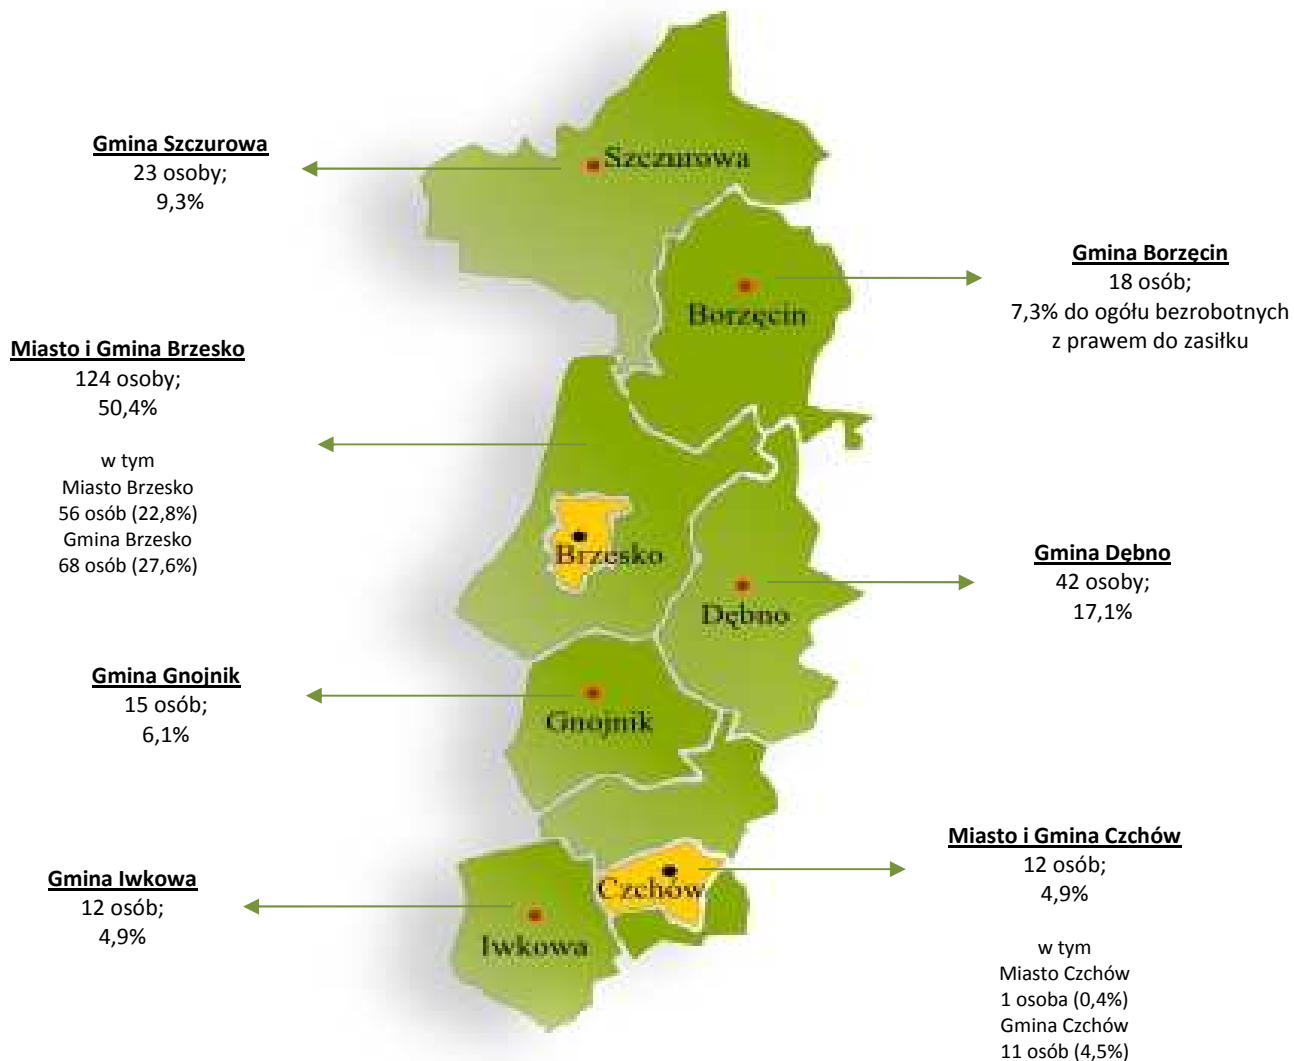 Gmina Szczurowa
23 osoby;
9,3%
Szczurowa
Gmina Borzęcin
18 osób;
7,3% do ogółu bezrobotnych
z prawem do zasiłku
Borzęcin
Miasto i Gmina Brzesko
124 osoby;
50,4%
w tym
Miasto Brzesko
56 osób (22,8%)
Gmina Brzesko
68 osób (27,6%)
Brzesko
Gmina Dębno
42 osoby;
17,1%
Dębno
Gmina Gnojnik
15 osób;
6,1%
Gnojnik
Miasto i Gmina Czchów
12 osób;
4,9%
w tym
Miasto Czchów
1 osoba (0,4%)
Gmina Czchów
11 osób (4,5%)
Czchów
Gmina Iwkowa
12 osób;
4,9%
Iwkowa